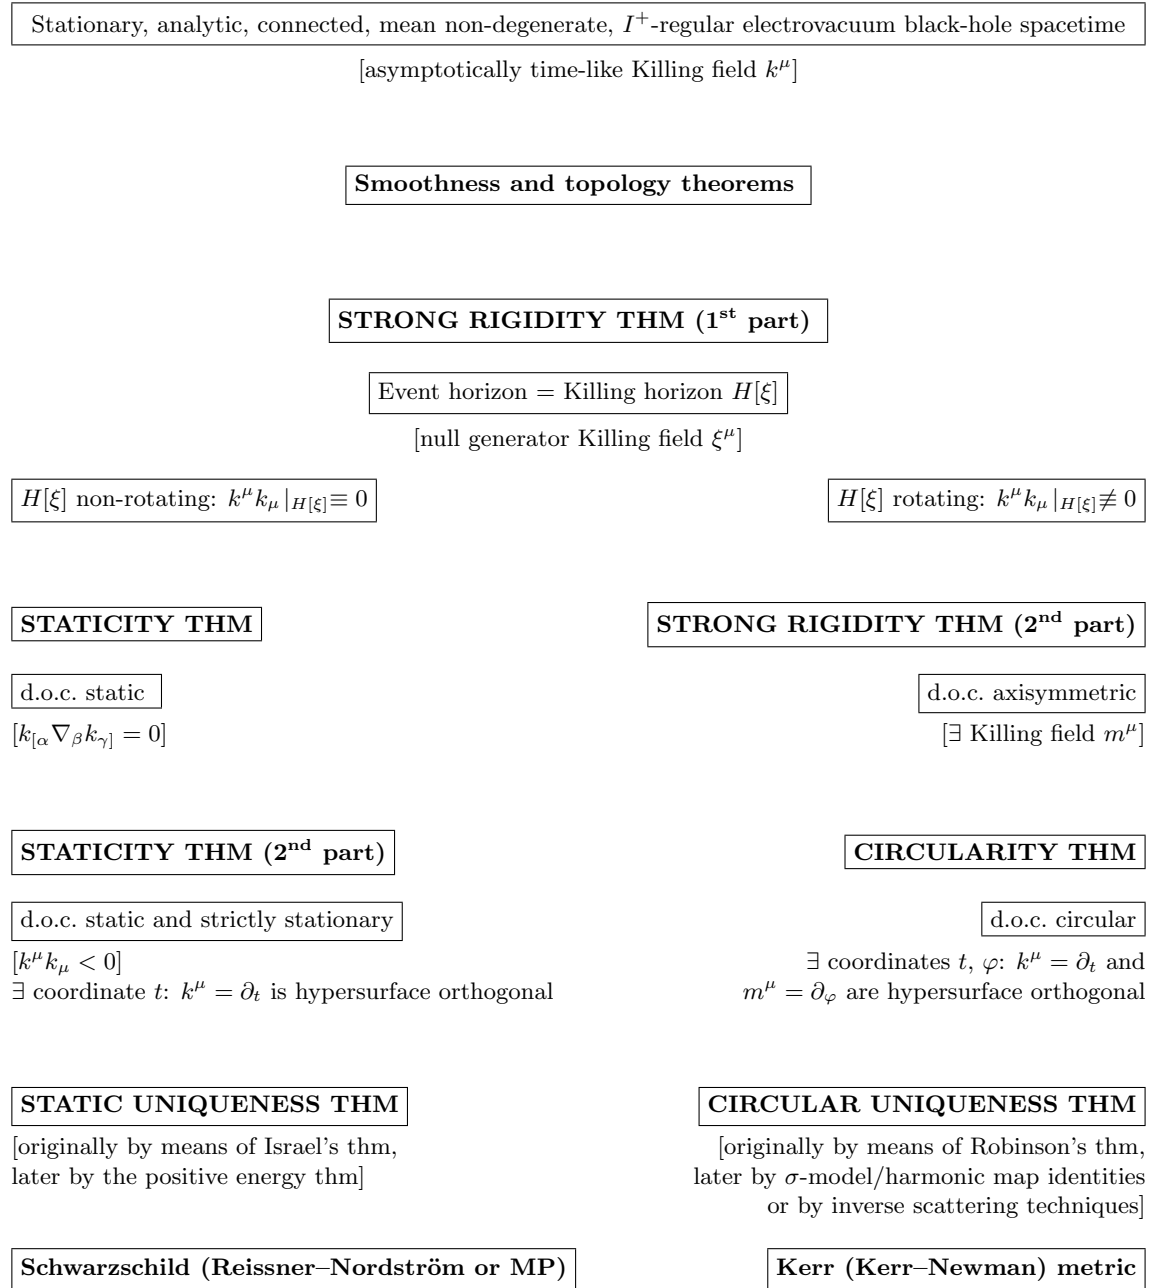 Stationary, analytic, connected, mean non-degenerate, I⁺-regular electrovacuum black-hole spacetime
[asymptotically time-like Killing field k^μ]
Smoothness and topology theorems
STRONG RIGIDITY THM (1st part)
Event horizon = Killing horizon H[ξ]
[null generator Killing field ξ^μ]
H[ξ] non-rotating: k^μ k_μ |_{H[ξ]} ≡ 0
H[ξ] rotating: k^μ k_μ |_{H[ξ]} ≢ 0
STATICITY THM
STRONG RIGIDITY THM (2nd part)
d.o.c. static
d.o.c. axisymmetric
[k_{[α}∇_β k_{γ]} = 0]
[∃ Killing field m^μ]
STATICITY THM (2nd part)
CIRCULARITY THM
d.o.c. static and strictly stationary
d.o.c. circular
[k^μ k_μ < 0]
∃ coordinate t: k^μ = ∂_t is hypersurface orthogonal
∃ coordinates t, φ: k^μ = ∂_t and
m^μ = ∂_φ are hypersurface orthogonal
STATIC UNIQUENESS THM
CIRCULAR UNIQUENESS THM
[originally by means of Israel's thm,
later by the positive energy thm]
[originally by means of Robinson's thm,
later by σ-model/harmonic map identities
or by inverse scattering techniques]
Schwarzschild (Reissner–Nordström or MP)
Kerr (Kerr–Newman) metric